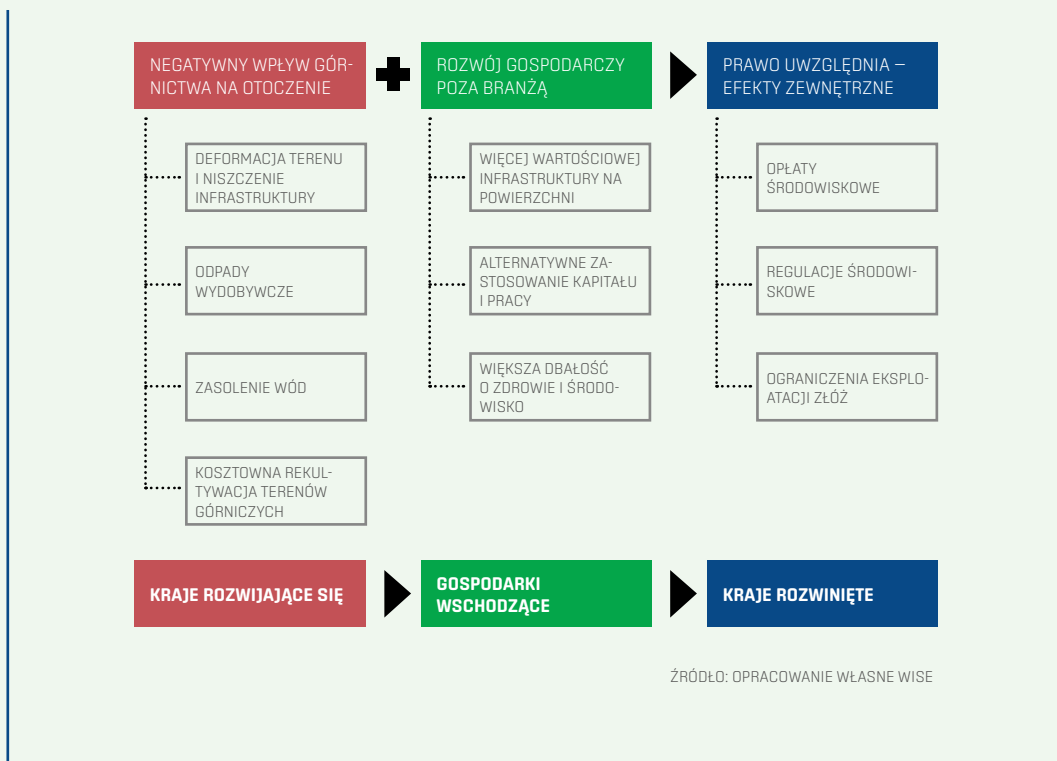 NEGATYWNY WPŁYW GÓR-
NICTWA NA OTOCZENIE
DEFORMACJA TERENU
I NISZCZENIE
INFRASTRUKTURY
ODPADY
WYDOBYWCZE
ZASOLENIE WÓD
KOSZTOWNA REKUL-
TYWACJA TERENÓW
GÓRNICZYCH
ROZWÓJ GOSPODARCZY
POZA BRANŻĄ
WIĘCEJ WARTOŚCIOWEJ
INFRASTRUKTURY NA
POWIERZCHNI
ALTERNATYWNE ZA-
STOSOWANIE KAPITAŁU
I PRACY
WIĘKSZA DBAŁOŚĆ
O ZDROWIE I ŚRODO-
WISKO
PRAWO UWZGLĘDNIA –
EFEKTY ZEWNĘTRZNE
OPŁATY
ŚRODOWISKOWE
REGULACJE ŚRODOWI-
SKOWE
OGRANICZENIA EKSPLO-
ATACJI ZŁÓŻ
KRAJE ROZWIJAJĄCE SIĘ
GOSPODARKI
WSCHODZĄCE
KRAJE ROZWINIĘTE
ŹRÓDŁO: OPRACOWANIE WŁASNE WISE